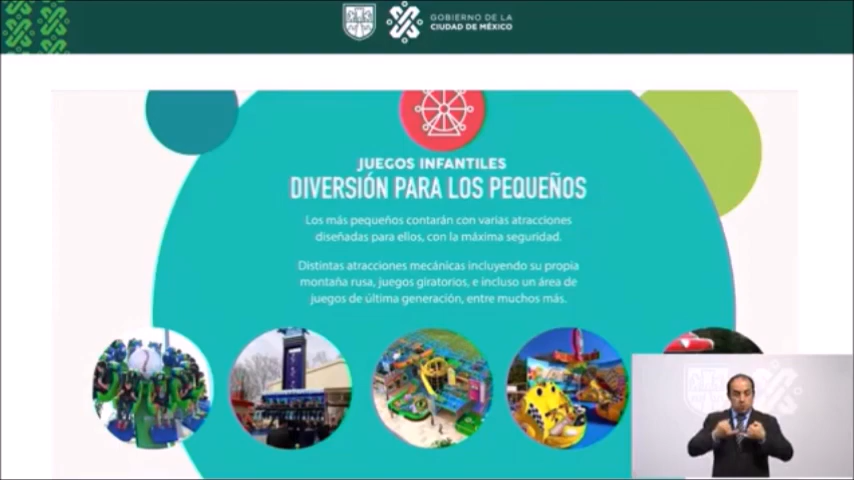 GOBIERNO DE LA
CIUDAD DE MÉXICO
JUEGOS INFANTILES
DIVERSIÓN PARA LOS PEQUEÑOS
Los más pequeños contarán con varias atracciones
diseñadas para ellos, con la máxima seguridad.
Distintas atracciones mecánicas incluyendo su propia
montaña rusa, juegos giratorios, e incluso un área de
juegos de última generación, entre muchos más.